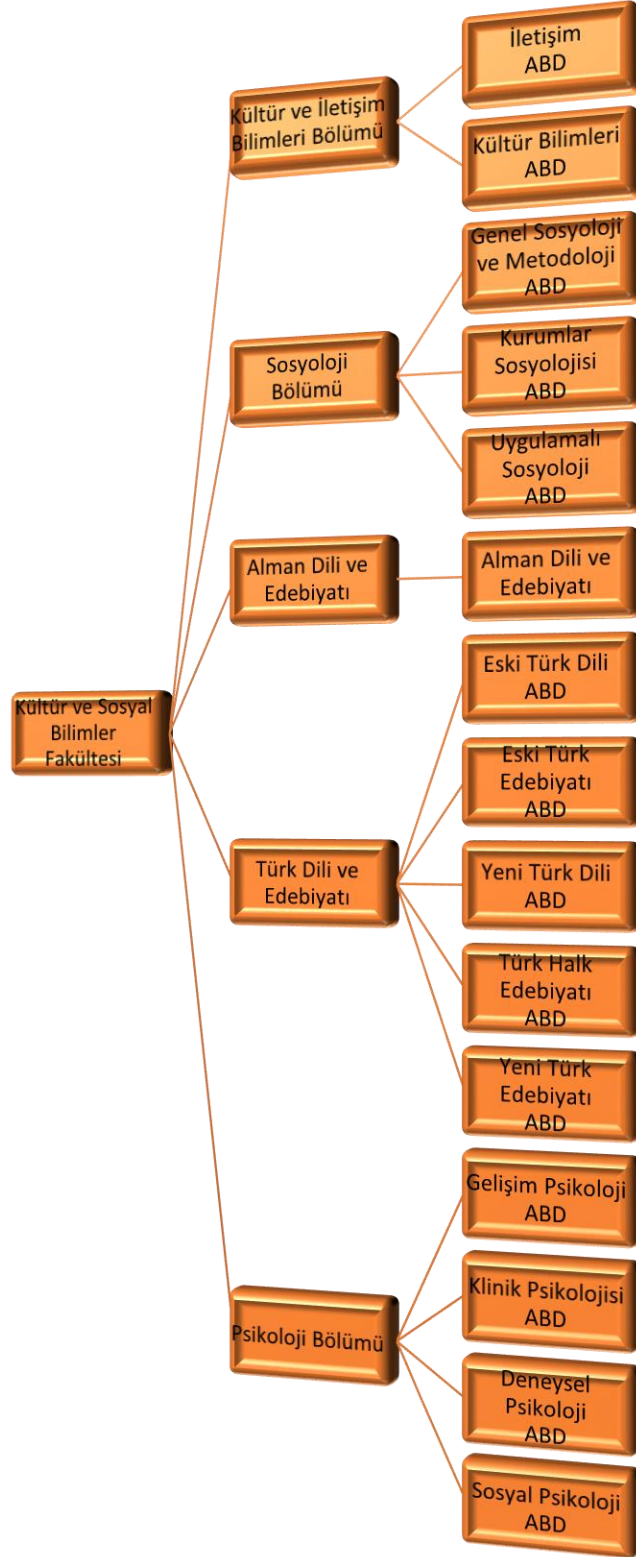 Kültür ve Sosyal
Bilimler
Fakültesi
Kültür ve İletişim
Bilimleri Bölümü
İletişim
ABD
Kültür Bilimleri
ABD
Sosyoloji
Bölümü
Genel Sosyoloji
ve Metodoloji
ABD
Kurumlar
Sosyolojisi
ABD
Uygulamalı
Sosyoloji
ABD
Alman Dili ve
Edebiyatı
Alman Dili ve
Edebiyatı
Türk Dili ve
Edebiyatı
Eski Türk Dili
ABD
Eski Türk
Edebiyatı
ABD
Yeni Türk Dili
ABD
Türk Halk
Edebiyatı
ABD
Yeni Türk
Edebiyatı
ABD
Psikoloji Bölümü
Gelişim Psikoloji
ABD
Klinik Psikolojisi
ABD
Deneysel
Psikoloji
ABD
Sosyal Psikoloji
ABD